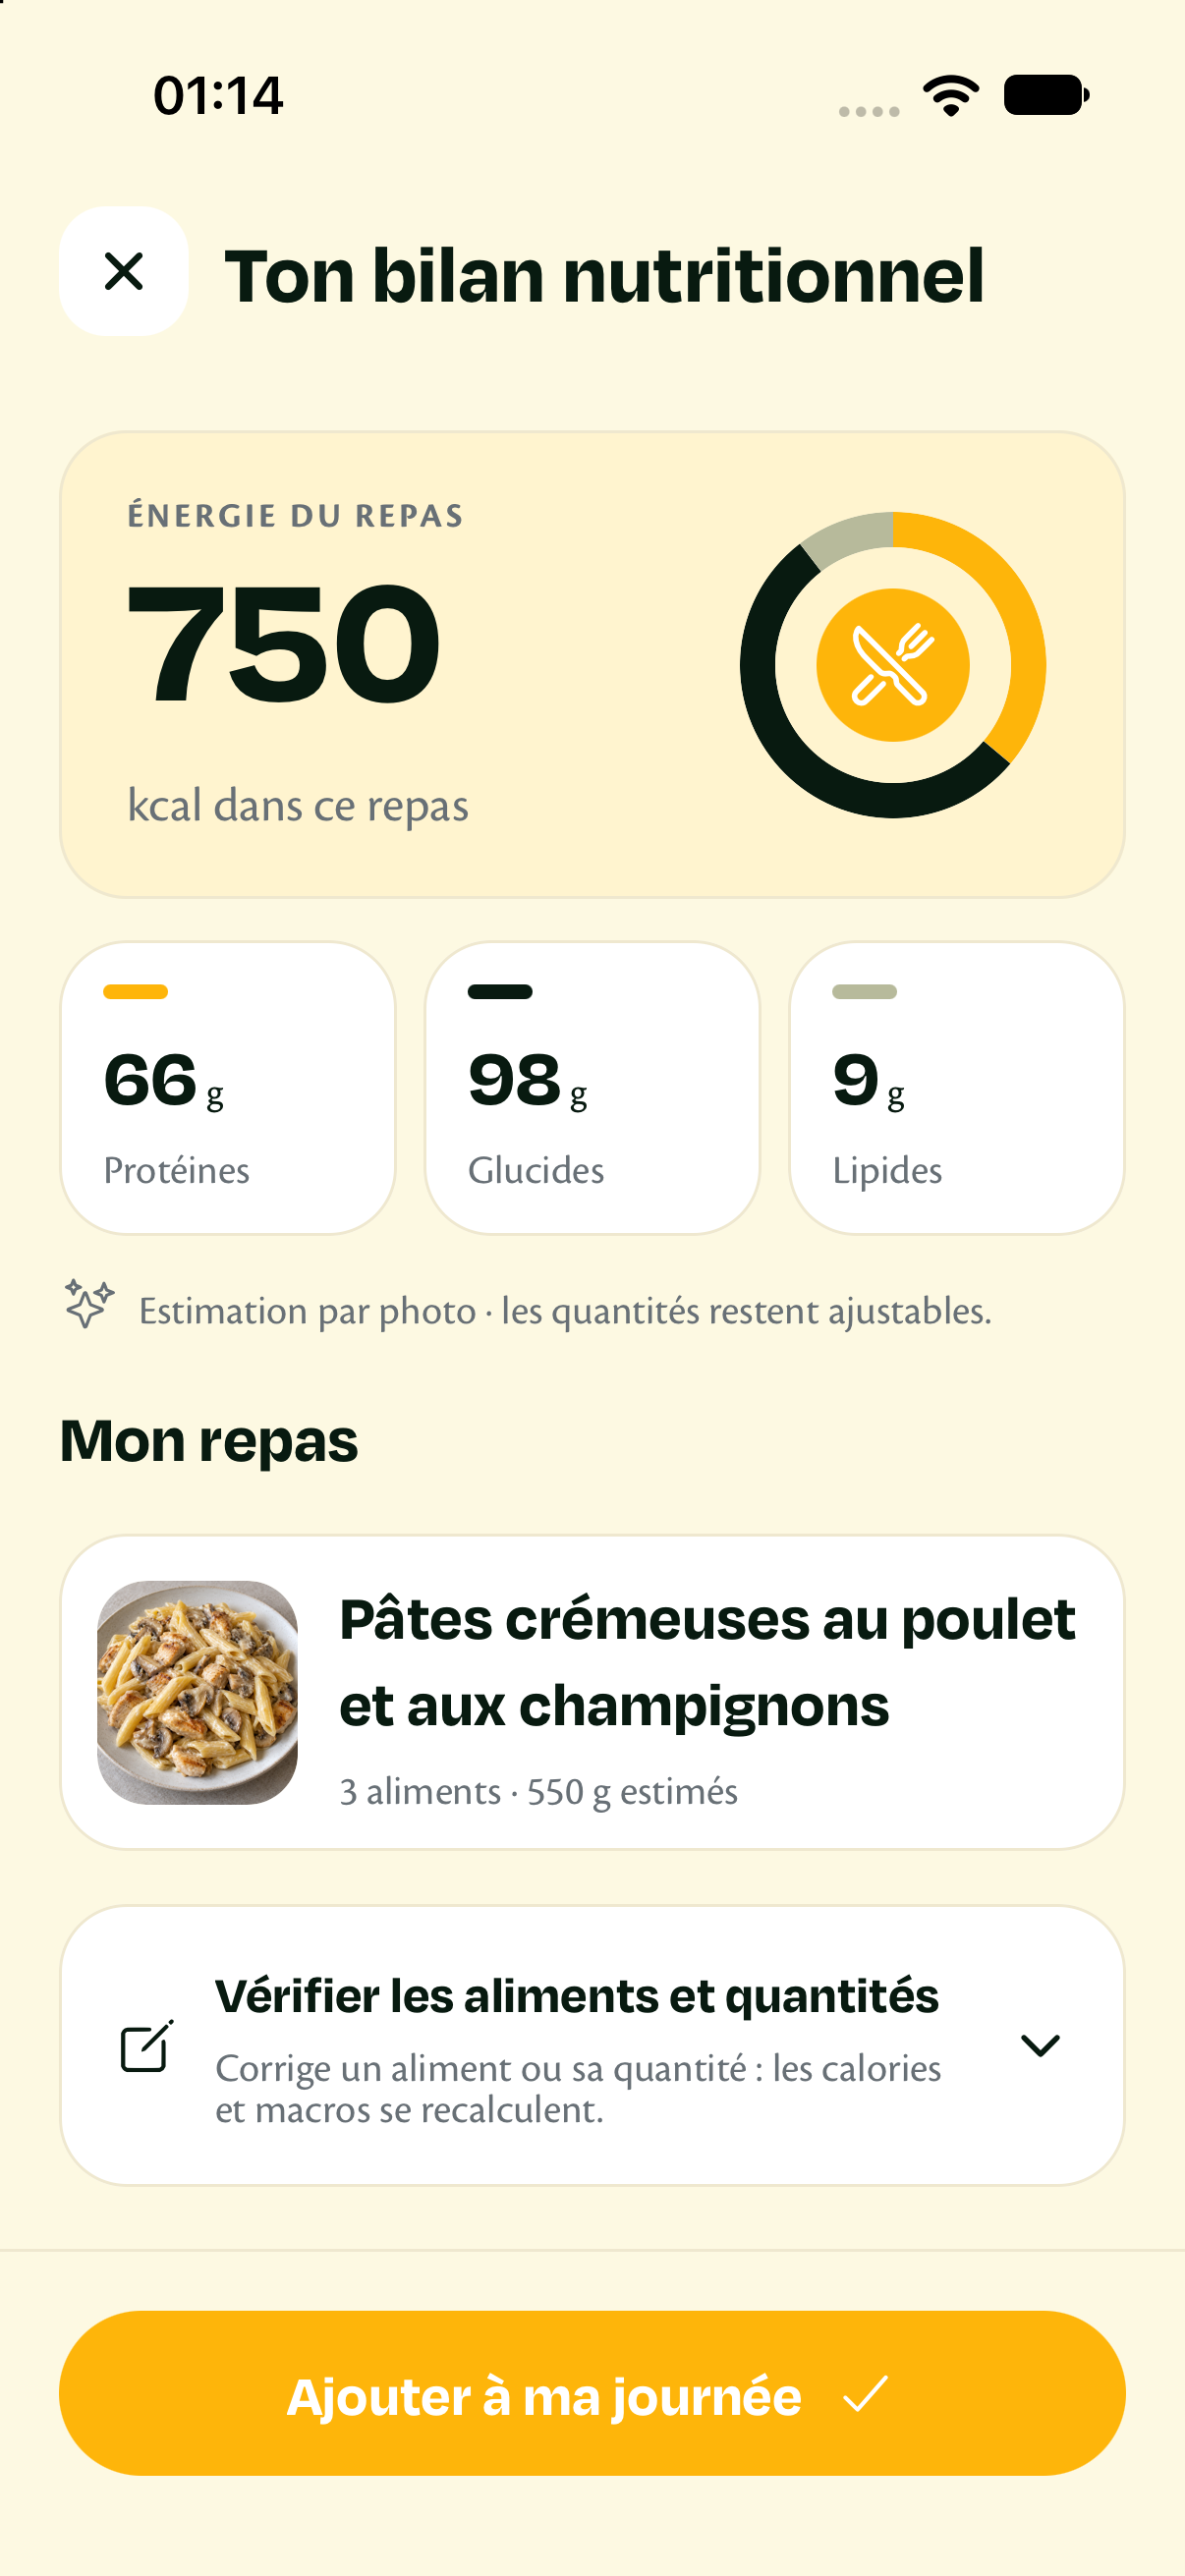 01:14
Ton bilan nutritionnel
ÉNERGIE DU REPAS
750
kcal dans ce repas
66 g
Protéines
98 g
Glucides
9 g
Lipides
Estimation par photo · les quantités restent ajustables.
Mon repas
Pâtes crémeuses au poulet
et aux champignons
3 aliments · 550 g estimés
Vérifier les aliments et quantités
Corrige un aliment ou sa quantité : les calories
et macros se recalculent.
Ajouter à ma journée